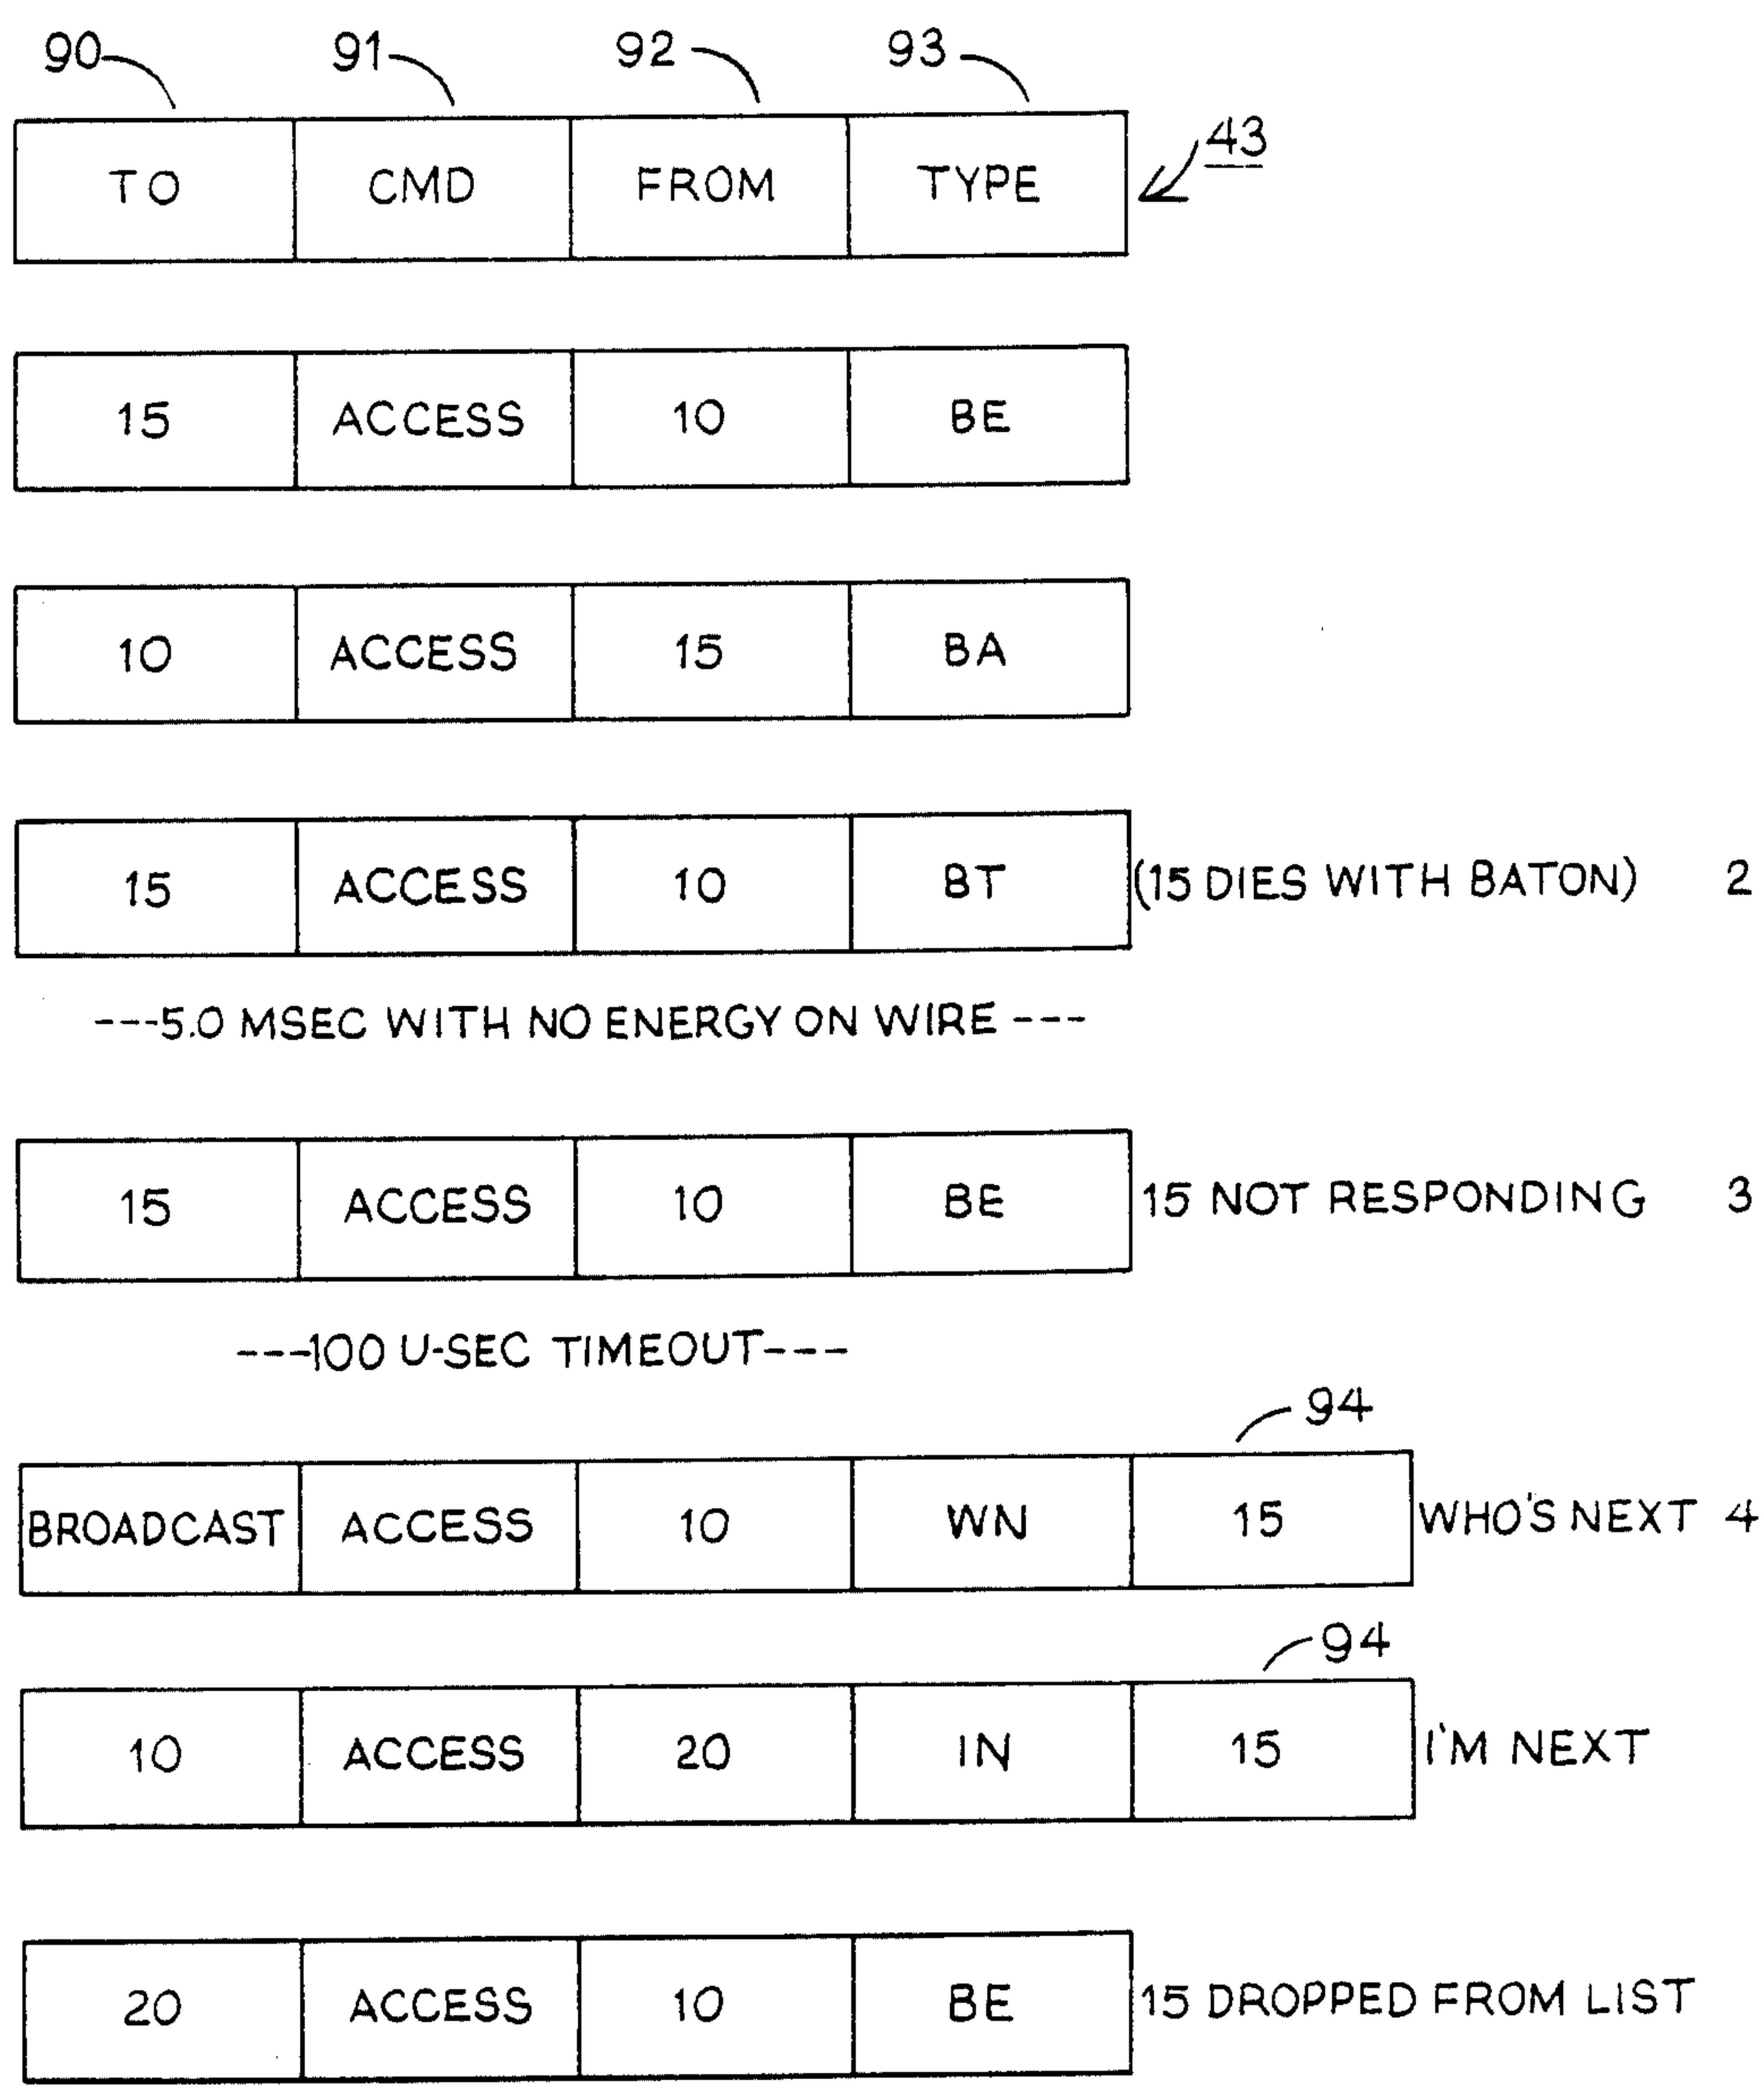 90 91 92 93
TO CMD FROM TYPE 43
15 ACCESS 10 BE
10 ACCESS 15 BA
15 ACCESS 10 BT (15 DIES WITH BATON) 2
---5.0 MSEC WITH NO ENERGY ON WIRE ---
15 ACCESS 10 BE 15 NOT RESPONDING 3
---100 U-SEC TIMEOUT---
94
BROADCAST ACCESS 10 WN 15 WHO'S NEXT 4
94
10 ACCESS 20 IN 15 I'M NEXT
20 ACCESS 10 BE 15 DROPPED FROM LIST